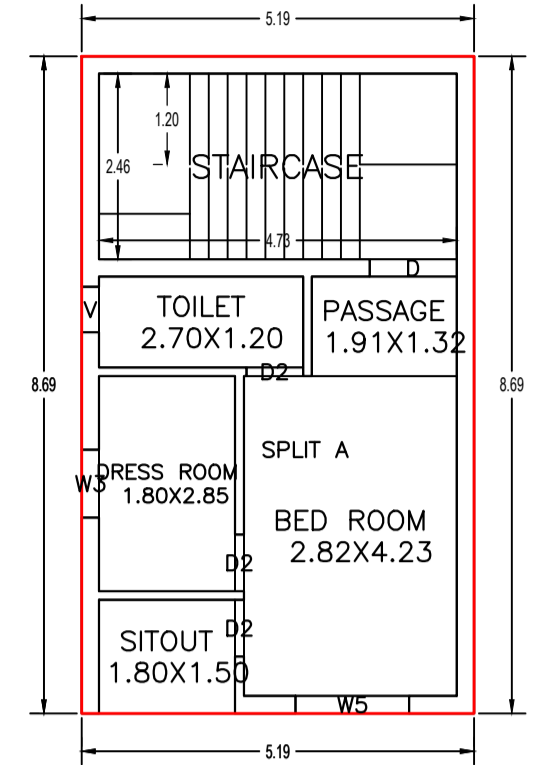 5.19
1.20
2.46
STAIRCASE
4.73
D
V
TOILET
2.70X1.20
PASSAGE
1.91X1.32
D2
8.69
8.69
SPLIT A
W3
DRESS ROOM
1.80X2.85
BED ROOM
2.82X4.23
D2
D2
SITOUT
1.80X1.50
W5
5.19